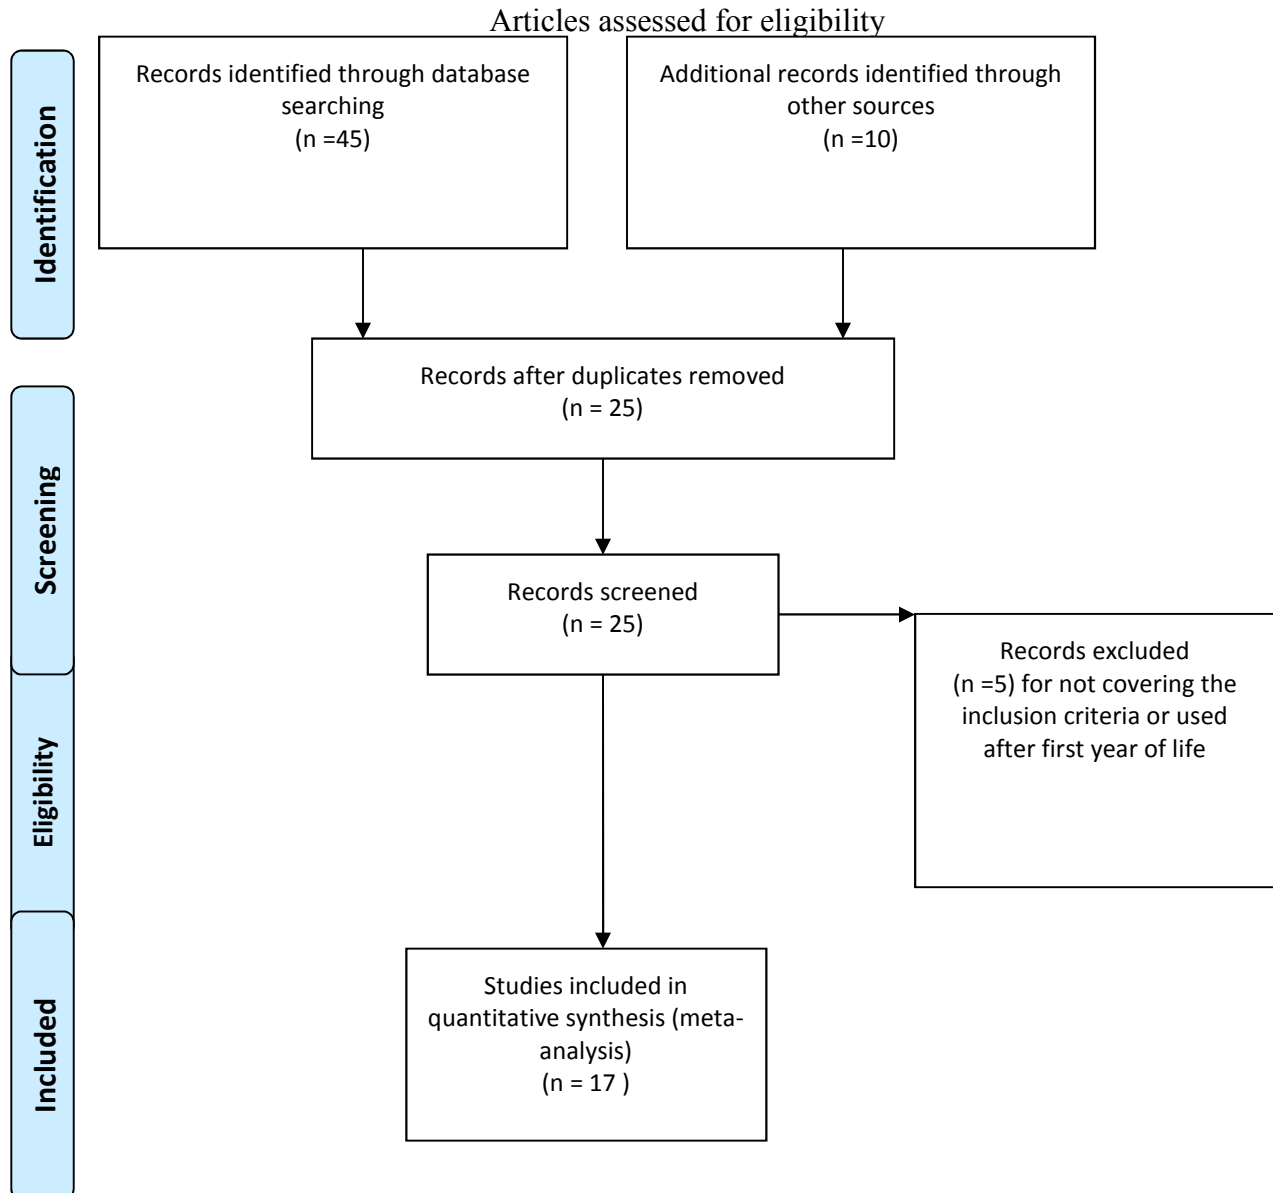 Articles assessed for eligibility
Identification
Records identified through database
searching
(n =45)
Additional records identified through
other sources
(n =10)
Records after duplicates removed
(n = 25)
Screening
Records screened
(n = 25)
Records excluded
(n =5) for not covering the
inclusion criteria or used
after first year of life
Eligibility
Included
Studies included in
quantitative synthesis (meta-
analysis)
(n = 17 )